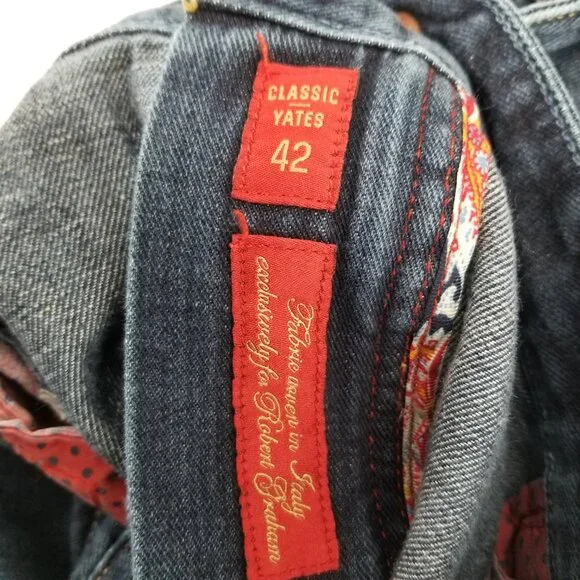 CLASSIC
YATES
42
Fabric woven in Italy
exclusively for Robert Graham